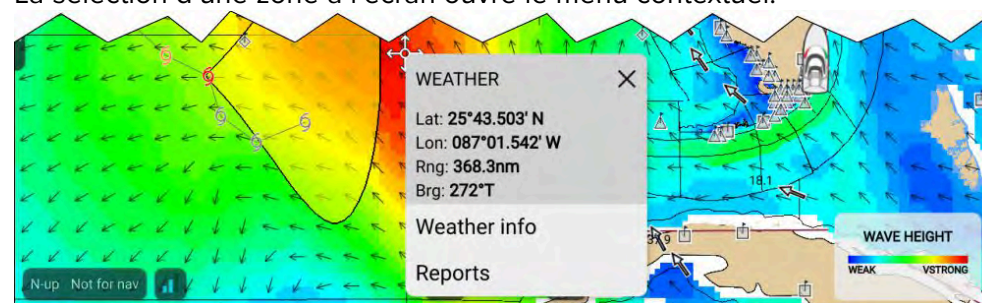 La sélection d'une zone à l'écran ouvre le menu contextuel.
WEATHER
Lat: 25°43.503' N
Lon: 087°01.542' W
Rng: 368.3nm
Brg: 272°T
Weather info
Reports
18.1
WAVE HEIGHT
WEAK VSTRONG
N-up Not for nav